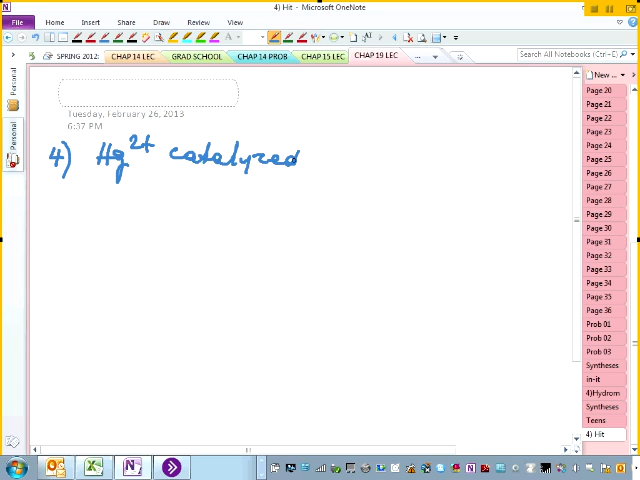 4) Hit - Microsoft OneNote
File Home Insert Share Draw Review View
SPRING 2012: CHAP 14 LEC GRAD SCHOOL CHAP 14 PROB CHAP 15 LEC CHAP 19 LEC ... Search All Notebooks (Ctrl+E)
Personal
Personal
Tuesday, February 26, 2013
6:37 PM
4) Hg2+ catalyzed
New ...
Page 20
Page 21
Page 22
Page 23
Page 24
Page 25
Page 26
Page 27
Page 28
Page 29
Page 30
Page 31
Page 32
Page 33
Page 34
Page 35
Page 36
Prob 01
Prob 02
Prob 03
Syntheses
in-it
4)Hydrom
Syntheses
Teens
4) Hit